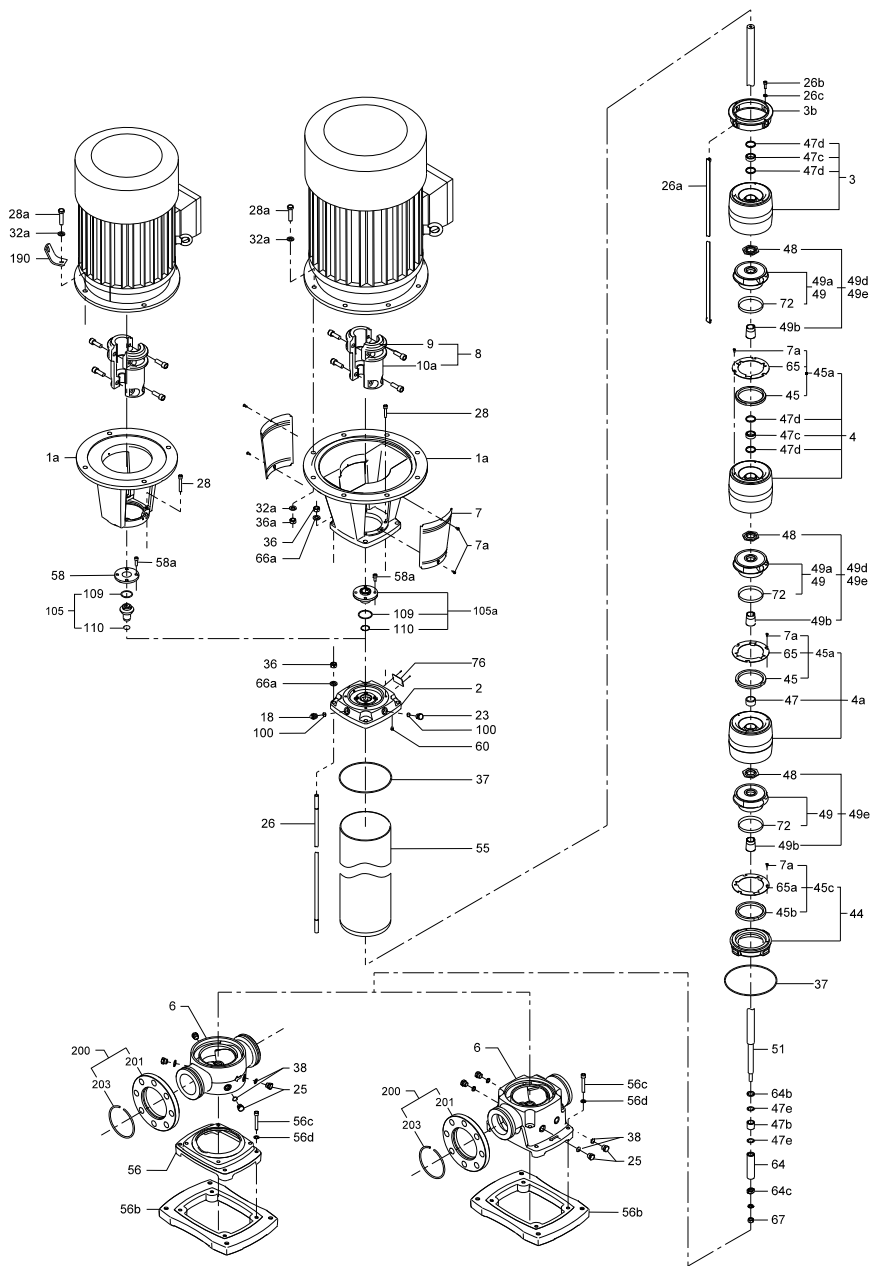 26b
26c
3b
47d
47c
3
47d
26a
28a
32a
190
28a
32a
48
49a
49
49d
49e
72
49b
9
10a
8
7a
65
45a
45
28
47d
47c
4
47d
1a
28
1a
32a
36a
7
36
66a
7a
48
49a
49
49d
49e
72
49b
58
58a
58a
109
105
110
109
105a
110
7a
65
45a
45
47
4a
36
66a
76
2
18
100
23
100
60
37
48
49
49e
72
49b
26
55
7a
65a
45c
45b
44
37
6
200
201
203
38
25
56c
56d
56
56b
6
200
201
203
56c
56d
38
25
56b
51
64b
47e
47b
47e
64
64c
67